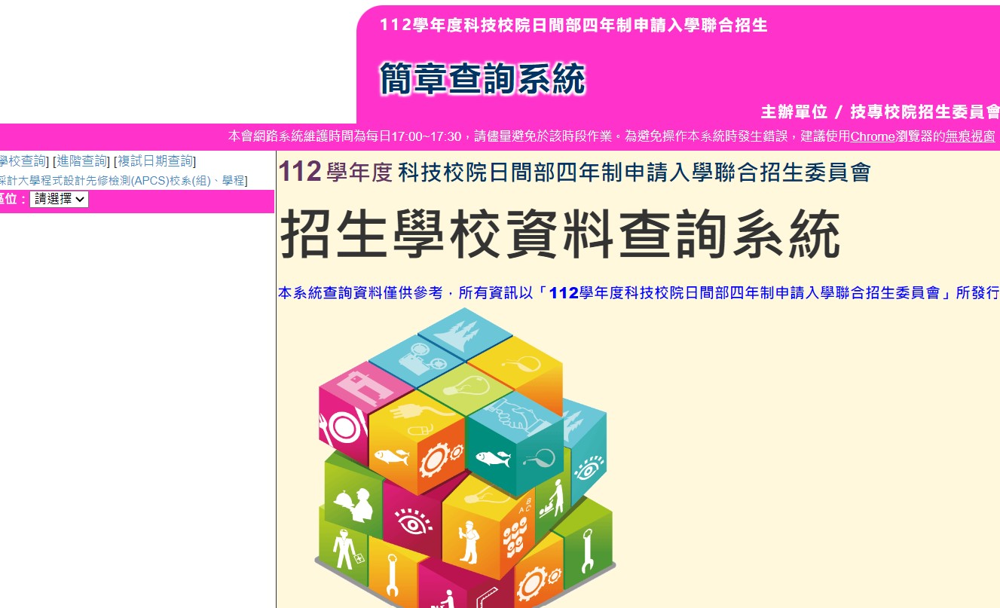 112學年度科技校院日間部四年制申請入學聯合招生
簡章查詢系統
主辦單位 / 技專校院招生委員會
本會網路系統維護時間為每日17:00~17:30，請儘量避免於該時段作業。為避免操作本系統時發生錯誤，建議使用Chrome瀏覽器的無痕視窗
學校查詢] [進階查詢] [複試日期查詢]
採計大學程式設計先修檢測(APCS)校系(組)、學程]
區位：請選擇
112 學年度 科技校院日間部四年制申請入學聯合招生委員會
招生學校資料查詢系統
本系統查詢資料僅供參考，所有資訊以「112學年度科技校院日間部四年制申請入學聯合招生委員會」所發行
A B C